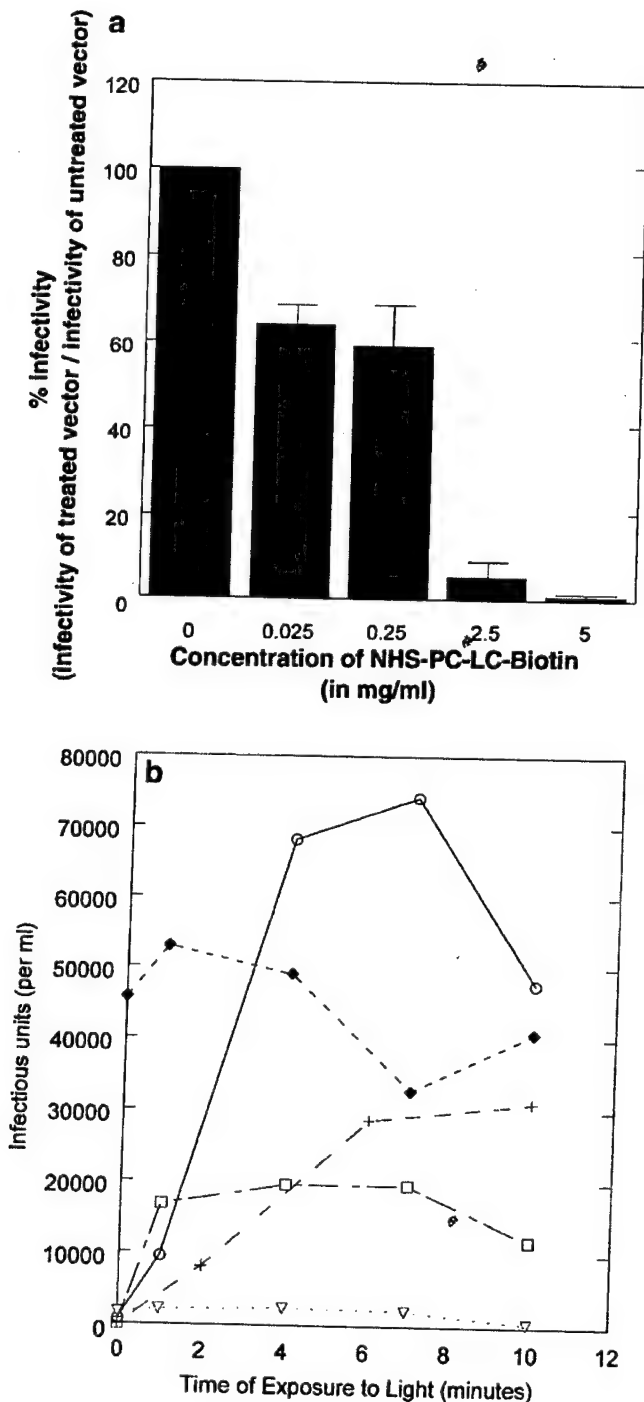 a
% Infectivity
(infectivity of treated vector / infectivity of untreated vector)
120
100
80
60
40
20
0
0 0.025 0.25 2.5 5
Concentration of NHS-PC-LC-Biotin
(in mg/ml)
b
Infectious units (per ml)
80000
70000
60000
50000
40000
30000
20000
10000
0
0 2 4 6 8 10 12
Time of Exposure to Light (minutes)